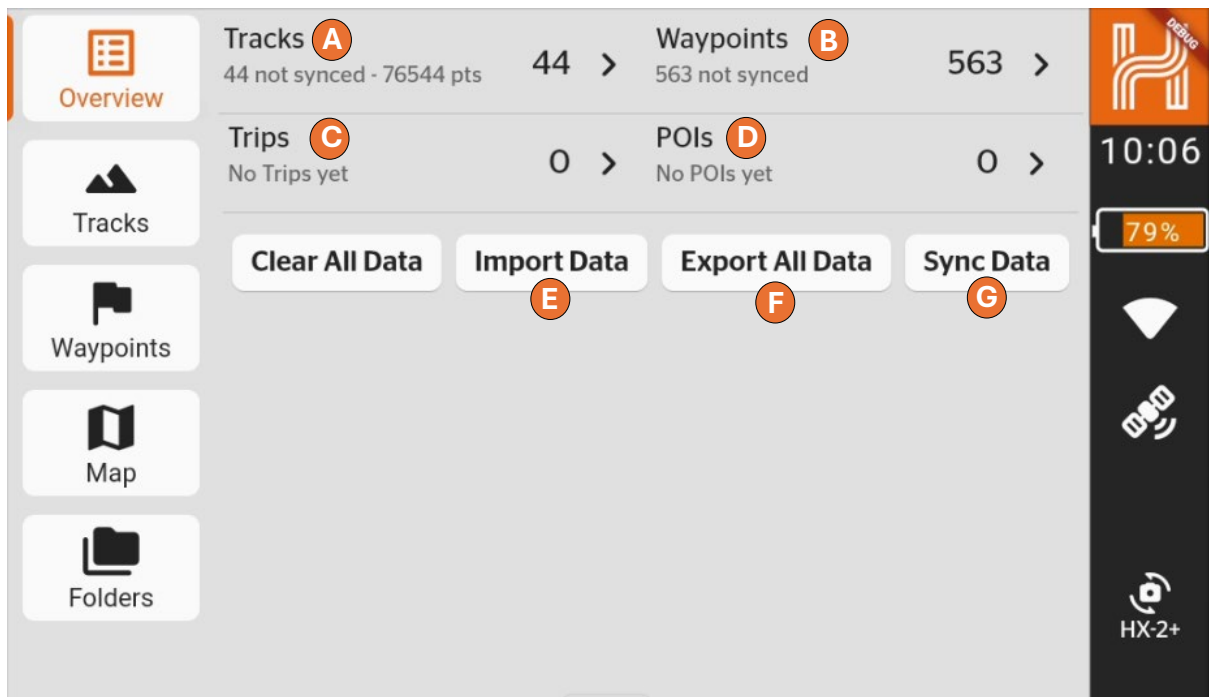 Overview
Tracks
Waypoints
Map
Folders
Tracks A
44 not synced - 76544 pts
44
Waypoints B
563 not synced
563
Trips C
No Trips yet
0
POIs D
No POIs yet
0
Clear All Data
Import Data
E
Export All Data
F
Sync Data
G
DEBUG
10:06
79%
HX-2+